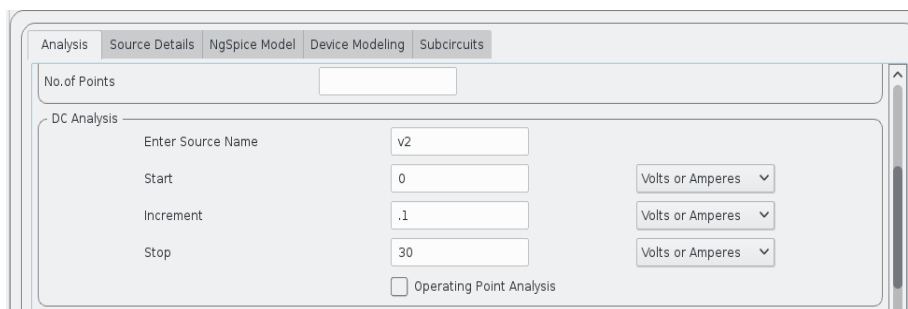 Analysis Source Details NgSpice Model Device Modeling Subcircuits
No.of Points
DC Analysis
Enter Source Name v2
Start 0 Volts or Amperes
Increment .1 Volts or Amperes
Stop 30 Volts or Amperes
Operating Point Analysis